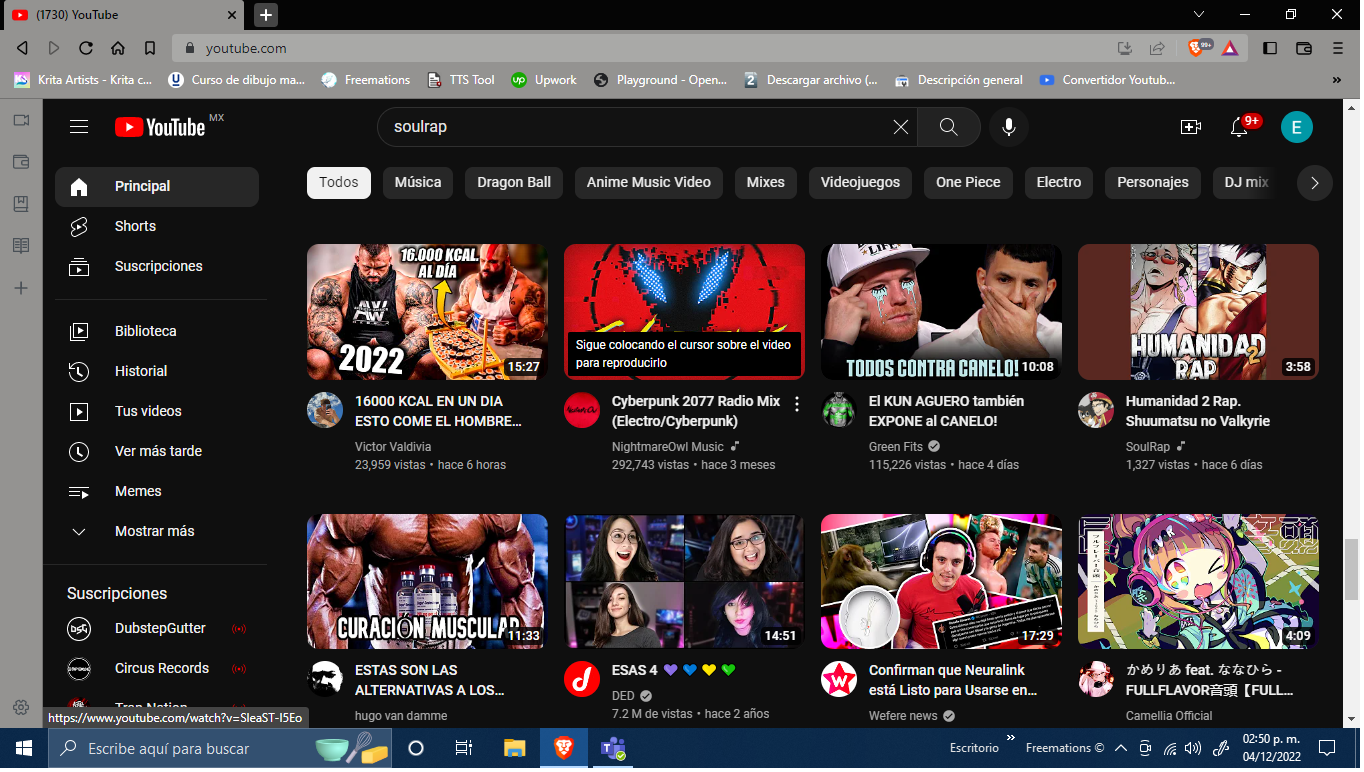 (1730) YouTube
youtube.com
99+
Krita Artists - Krita c...
Curso de dibujo ma...
Freemations
TTS Tool
Upwork
Playground - Open...
Descargar archivo (...
Descripción general
Convertidor Youtub...
YouTube MX
soulrap
9+
E
Principal
Shorts
Suscripciones
Biblioteca
Historial
Tus videos
Ver más tarde
Memes
Mostrar más
Suscripciones
DubstepGutter
Circus Records
Trap Nation
Todos
Música
Dragon Ball
Anime Music Video
Mixes
Videojuegos
One Piece
Electro
Personajes
DJ mix
16.000 KCAL.
AL DÍA
2022
15:27
16000 KCAL EN UN DIA
ESTO COME EL HOMBRE...
Victor Valdivia
23,959 vistas • hace 6 horas
Sigue colocando el cursor sobre el video
para reproducirlo
Cyberpunk 2077 Radio Mix
(Electro/Cyberpunk)
NightmareOwl Music
292,743 vistas • hace 3 meses
TODOS CONTRA CANELO!
10:08
El KUN AGUERO también
EXPONE al CANELO!
Green Fits
115,226 vistas • hace 4 días
HUMANIDAD 2
RAP
3:58
Humanidad 2 Rap.
Shuumatsu no Valkyrie
SoulRap
1,327 vistas • hace 6 días
CURACIÓN MUSCULAR
11:33
ESTAS SON LAS
ALTERNATIVAS A LOS...
hugo van damme
14:51
ESAS 4 💜 💙 💛 💚
DED
7.2 M de vistas • hace 2 años
17:29
Confirman que Neuralink
está Listo para Usarse en...
Wefere news
4:09
かめりあ feat. ななひら -
FULLFLAVOR音頭【FULL...
Camellia Official
https://www.youtube.com/watch?v=SleaST-I5Eo
Escribe aquí para buscar
Escritorio
Freemations ©
02:50 p. m.
04/12/2022